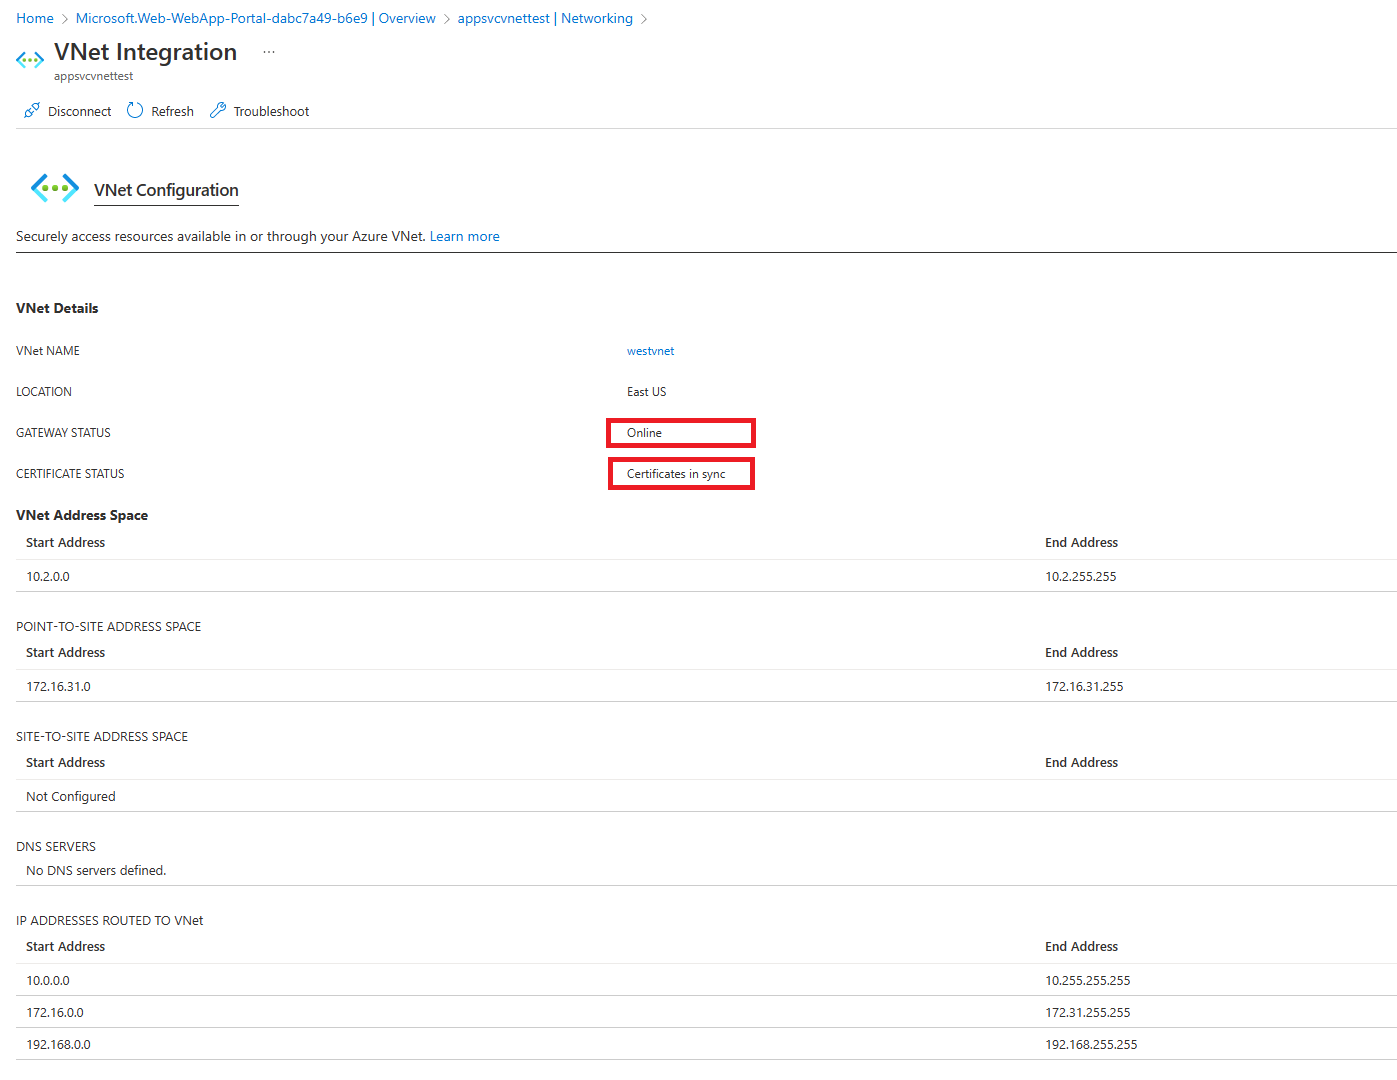 Home > Microsoft.Web-WebApp-Portal-dabc7a49-b6e9 | Overview > appsvcvnettest | Networking >
VNet Integration ...
appsvcvnettest
Disconnect Refresh Troubleshoot
VNet Configuration
Securely access resources available in or through your Azure VNet. Learn more
VNet Details
VNet NAME westvnet
LOCATION East US
GATEWAY STATUS Online
CERTIFICATE STATUS Certificates in sync
VNet Address Space
Start Address End Address
10.2.0.0 10.2.255.255
POINT-TO-SITE ADDRESS SPACE
Start Address End Address
172.16.31.0 172.16.31.255
SITE-TO-SITE ADDRESS SPACE
Start Address End Address
Not Configured
DNS SERVERS
No DNS servers defined.
IP ADDRESSES ROUTED TO VNet
Start Address End Address
10.0.0.0 10.255.255.255
172.16.0.0 172.31.255.255
192.168.0.0 192.168.255.255